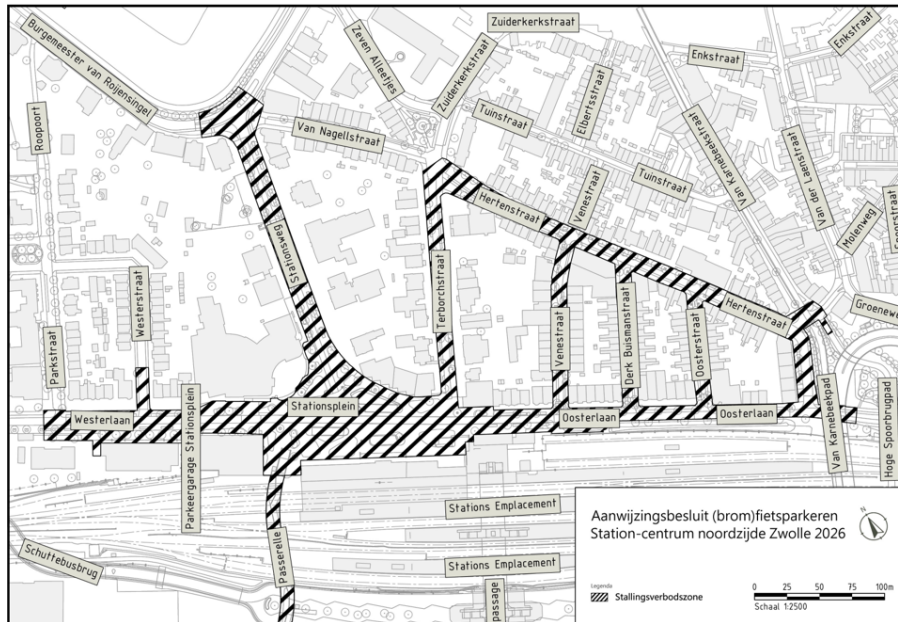 Zuiderkerkstraat
Burgemeester van Roijensingel
Zeven Alleetjes
Zuiderkerkstraat
Enkstraat
Enkstraat
Elbertsstraat
Roopoort
Van Nagellstraat
Tuinstraat
Van Karnebeekstraat
Van der Laenstraat
Tuinstraat
Venestraat
Hertenstraat
Molenweg
Stationsweg
Terborchstraat
Westerstraat
Groenewe
Hertenstraat
Venestraat
Derk Buismanstraat
Oosterstraat
Parkstraat
Westerlaan
Parkeergarage Stationsplein
Stationsplein
Oosterlaan
Oosterlaan
Van Karnebeekpad
Hoge Spoorbrugpad
Stations Emplacement
Schuttebusbrug
Passerelle
Stations Emplacement
passage
Aanwijzingsbesluit (brom)fietsparkeren
Station-centrum noordzijde Zwolle 2026
N
Legenda
Stallingsverbodszone
0 25 50 75 100m
Schaal 1:2500